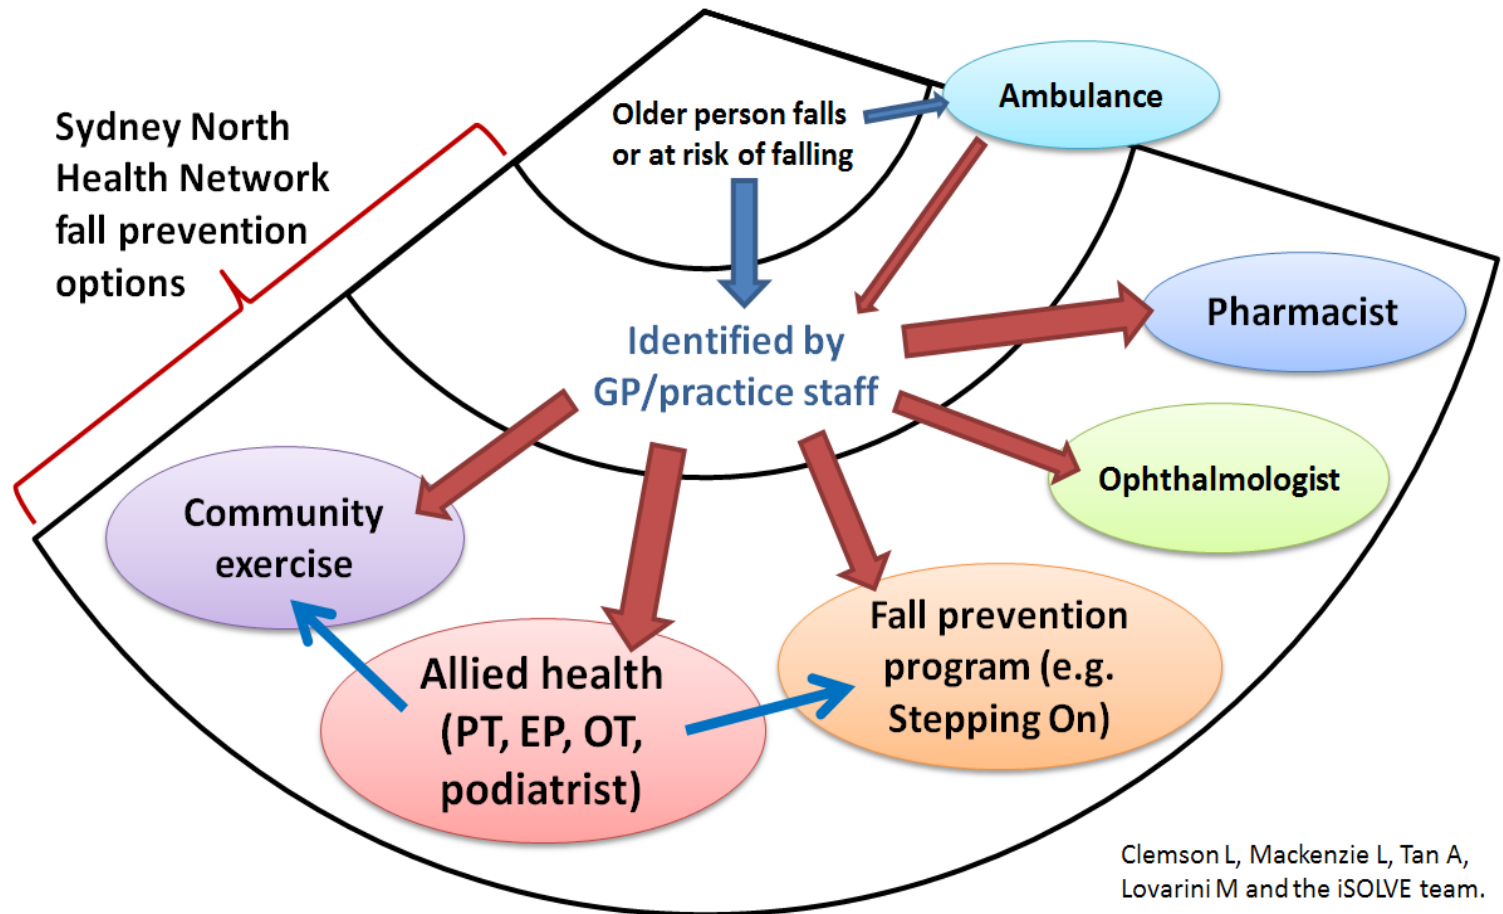 Sydney North
Health Network
fall prevention
options
Older person falls
or at risk of falling
Ambulance
Identified by
GP/practice staff
Pharmacist
Ophthalmologist
Community
exercise
Allied health
(PT, EP, OT,
podiatrist)
Fall prevention
program (e.g.
Stepping On)
Clemson L, Mackenzie L, Tan A,
Lovarini M and the iSOLVE team.